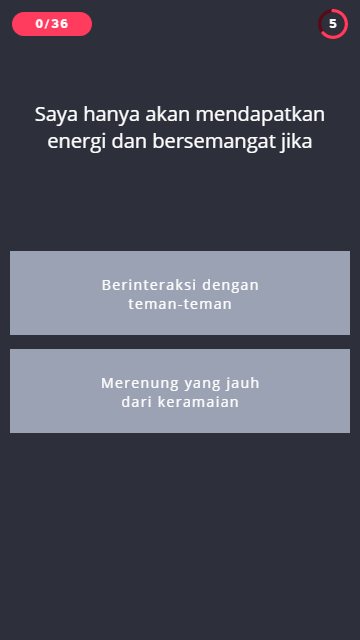 0/36
5
Saya hanya akan mendapatkan
energi dan bersemangat jika
Berinteraksi dengan
teman-teman
Merenung yang jauh
dari keramaian